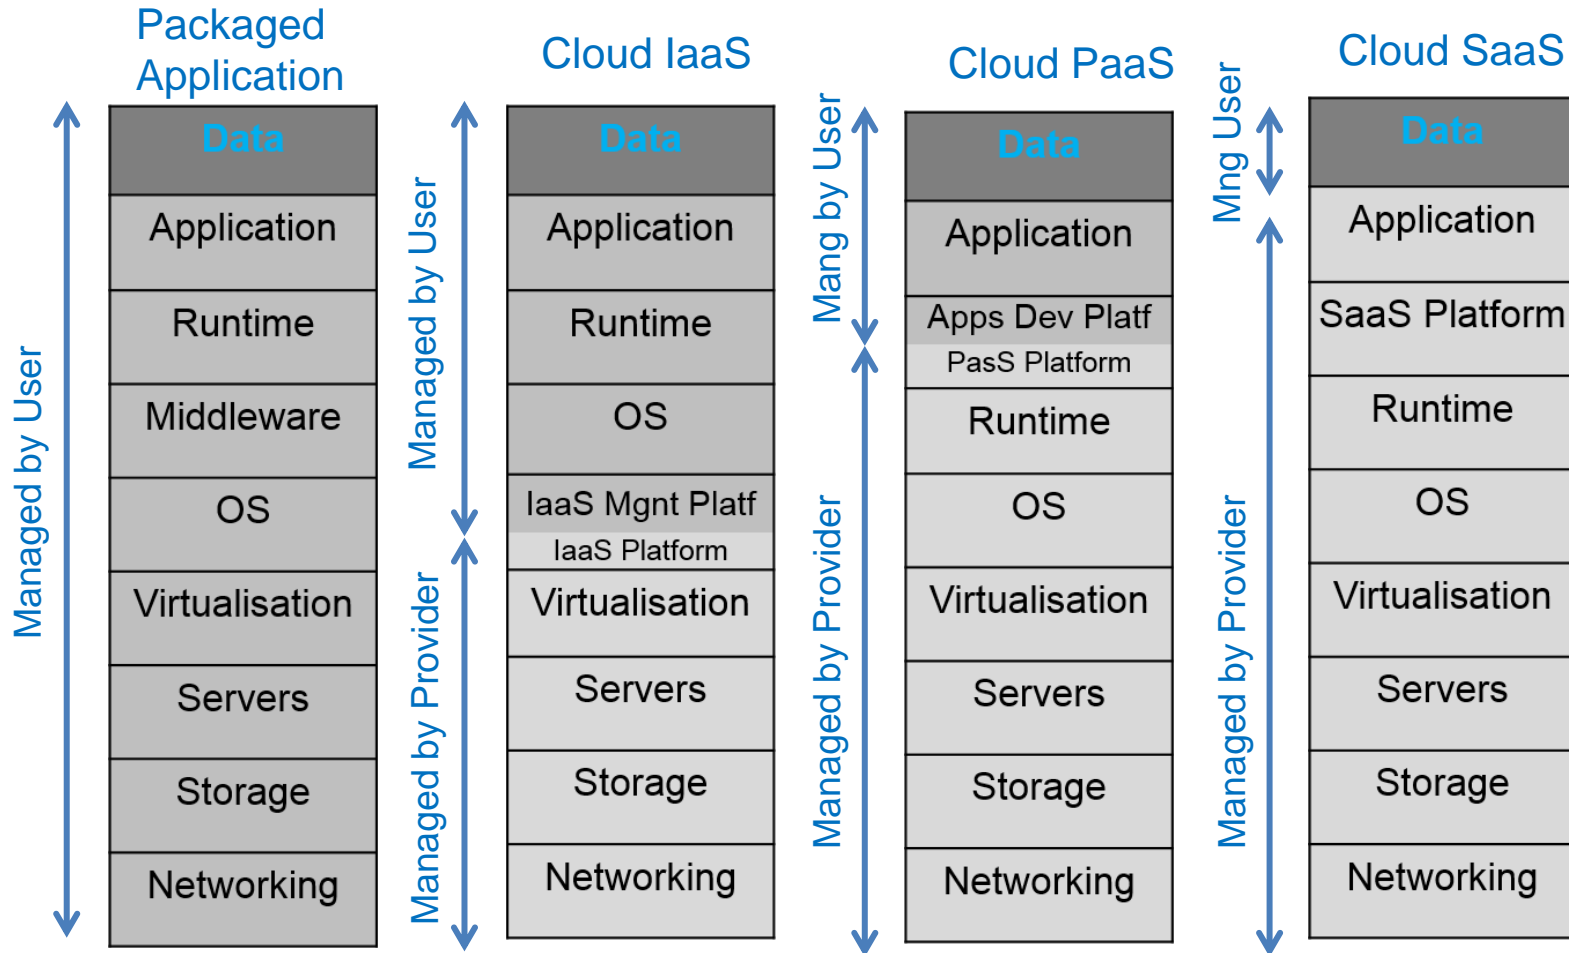 Packaged
Application
Managed by User
Data
Application
Runtime
Middleware
OS
Virtualisation
Servers
Storage
Networking
Cloud IaaS
Managed by User
Managed by Provider
Data
Application
Runtime
OS
IaaS Mgnt Platf
IaaS Platform
Virtualisation
Servers
Storage
Networking
Cloud PaaS
Mang by User
Managed by Provider
Data
Application
Apps Dev Platf
PasS Platform
Runtime
OS
Virtualisation
Servers
Storage
Networking
Cloud SaaS
Mng User
Managed by Provider
Data
Application
SaaS Platform
Runtime
OS
Virtualisation
Servers
Storage
Networking